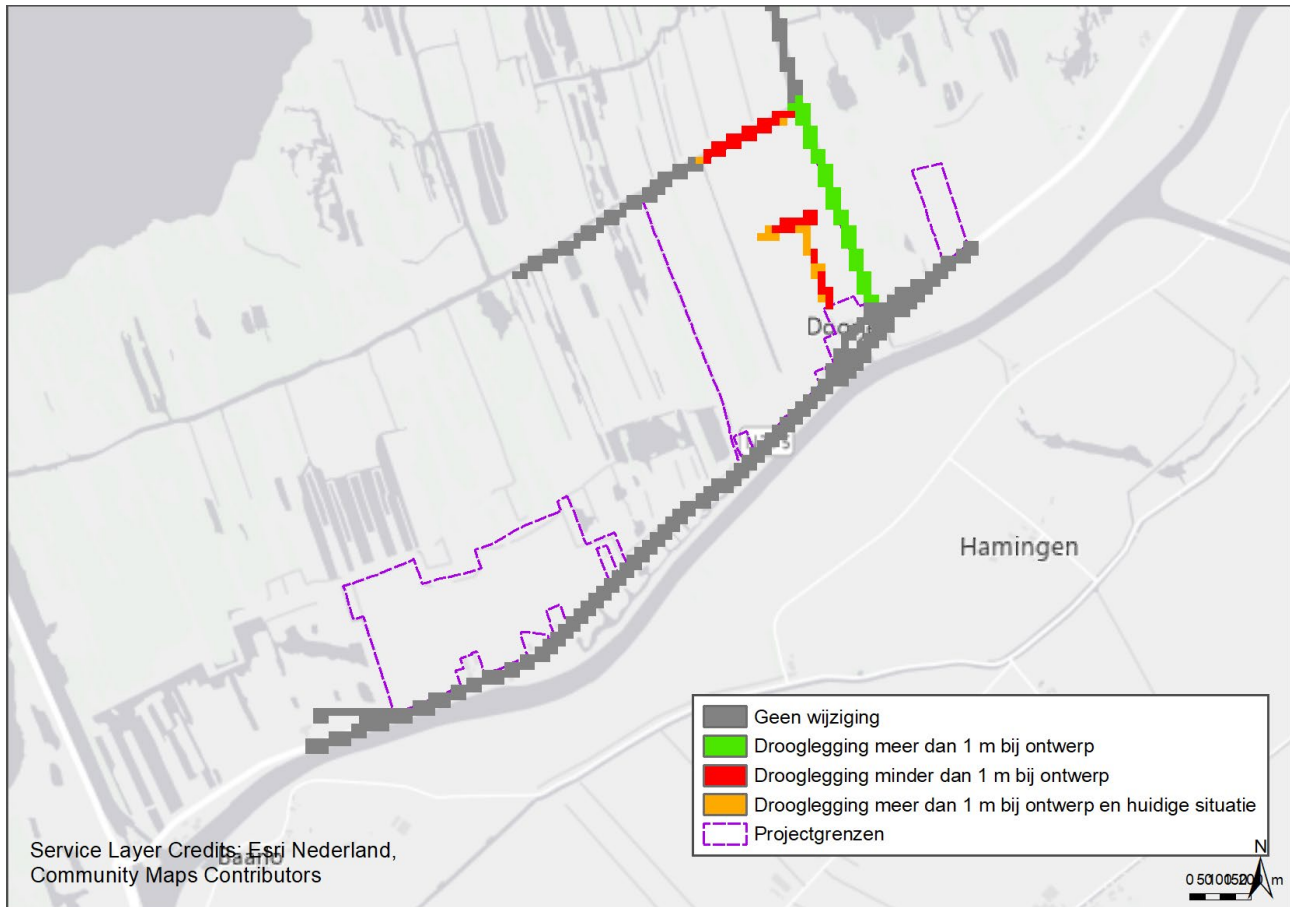 Hamingen
Geen wijziging
Drooglegging meer dan 1 m bij ontwerp
Drooglegging minder dan 1 m bij ontwerp
Drooglegging meer dan 1 m bij ontwerp en huidige situatie
Projectgrenzen
Service Layer Credits: Esri Nederland,
Community Maps Contributors
N
m